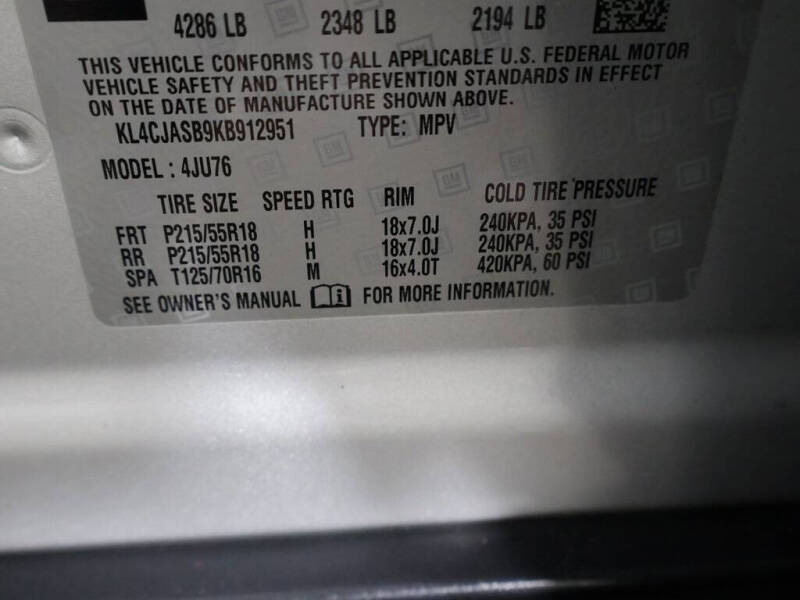 4286 LB 2348 LB 2194 LB
THIS VEHICLE CONFORMS TO ALL APPLICABLE U.S. FEDERAL MOTOR
VEHICLE SAFETY AND THEFT PREVENTION STANDARDS IN EFFECT
ON THE DATE OF MANUFACTURE SHOWN ABOVE.
KL4CJASB9KB912951 TYPE: MPV
MODEL: 4JU76
TIRE SIZE SPEED RTG RIM COLD TIRE PRESSURE
FRT P215/55R18 H 18x7.0J 240KPA, 35 PSI
RR P215/55R18 H 18x7.0J 240KPA, 35 PSI
SPA T125/70R16 M 16x4.0T 420KPA, 60 PSI
SEE OWNER'S MANUAL i FOR MORE INFORMATION.